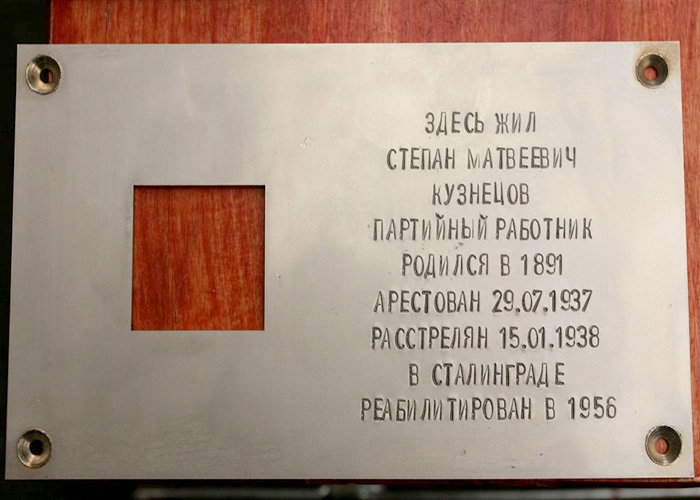 ЗДЕСЬ ЖИЛ
СТЕПАН МАТВЕЕВИЧ
КУЗНЕЦОВ
ПАРТИЙНЫЙ РАБОТНИК
РОДИЛСЯ В 1891
АРЕСТОВАН 29.07.1937
РАССТРЕЛЯН 15.01.1938
В СТАЛИНГРАДЕ
РЕАБИЛИТИРОВАН В 1956